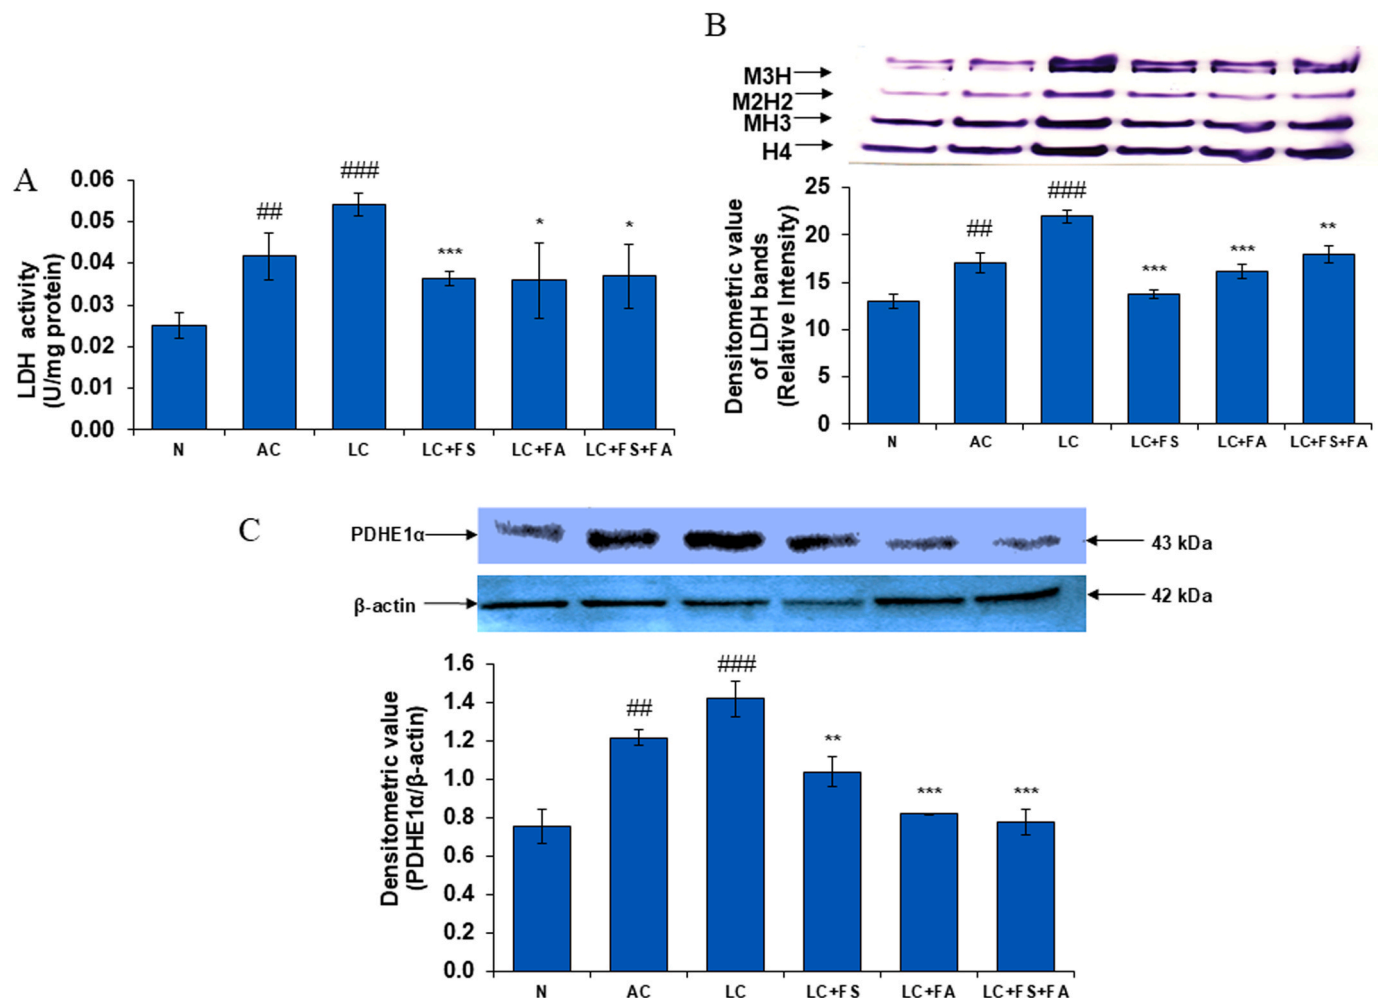 A
LDH activity
(U/mg protein)
0.06
0.05
0.04
0.03
0.02
0.01
0.00
##
###
***
*
*
N AC LC LC+FS LC+FA LC+FS+FA
B
M3H
M2H2
MH3
H4
Densitometric value
of LDH bands
(Relative Intensity)
25
20
15
10
5
0
##
###
***
***
**
N AC LC LC+FS LC+FA LC+FS+FA
C
PDHE1α
43 kDa
β-actin
42 kDa
Densitometric value
(PDHE1α/β-actin)
1.6
1.4
1.2
1.0
0.8
0.6
0.4
0.2
0.0
##
###
**
***
***
N AC LC LC+FS LC+FA LC+FS+FA